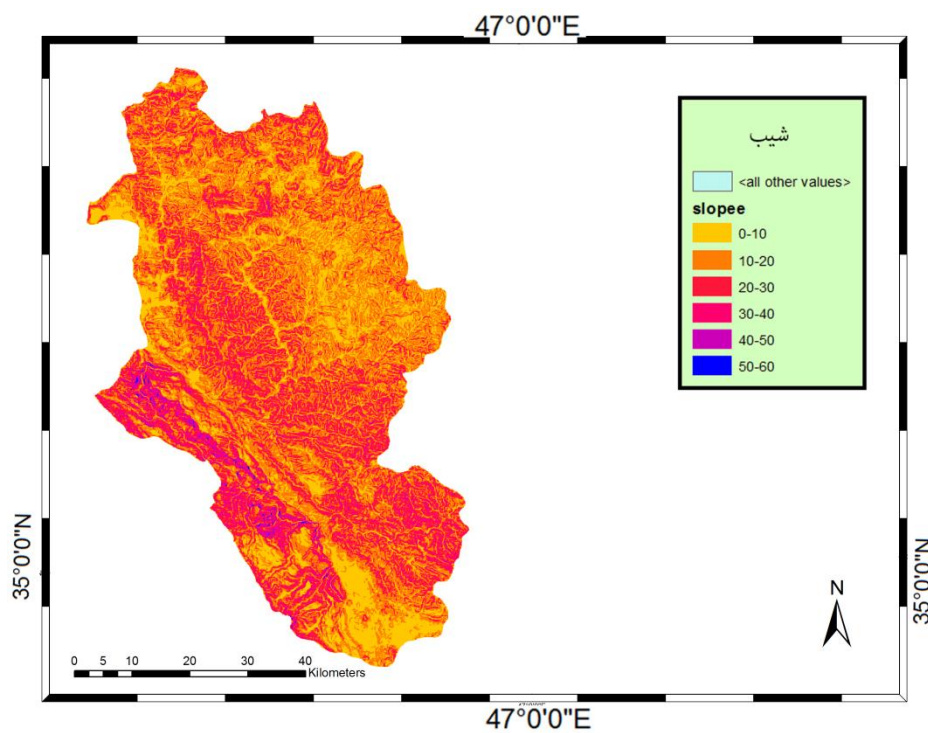 47°0'0"E
شیب
<all other values>
slopee
0-10
10-20
20-30
30-40
40-50
50-60
35°0'0"N
35°0'0"N
N
0 5 10 20 30 40
Kilometers
47°0'0"E